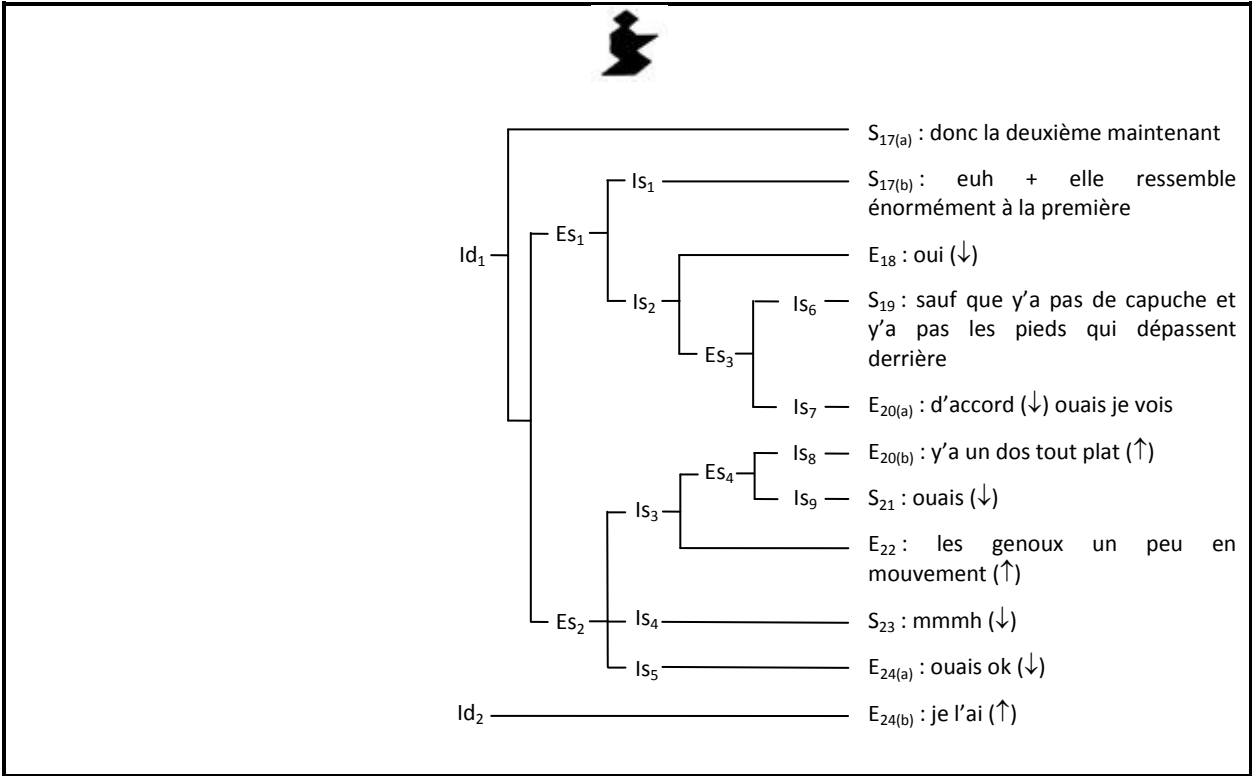 S17(a) : donc la deuxième maintenant
Is1
S17(b) : euh + elle ressemble
énormément à la première
Es1
Id1
E18 : oui (↓)
Is2
Is6
S19 : sauf que y'a pas de capuche et
y'a pas les pieds qui dépassent
derrière
Es3
Is7
E20(a) : d'accord (↓) ouais je vois
Is8
E20(b) : y'a un dos tout plat (↑)
Es4
Is9
S21 : ouais (↓)
Is3
E22 : les genoux un peu en
mouvement (↑)
Es2
Is4
S23 : mmmh (↓)
Is5
E24(a) : ouais ok (↓)
Id2
E24(b) : je l'ai (↑)